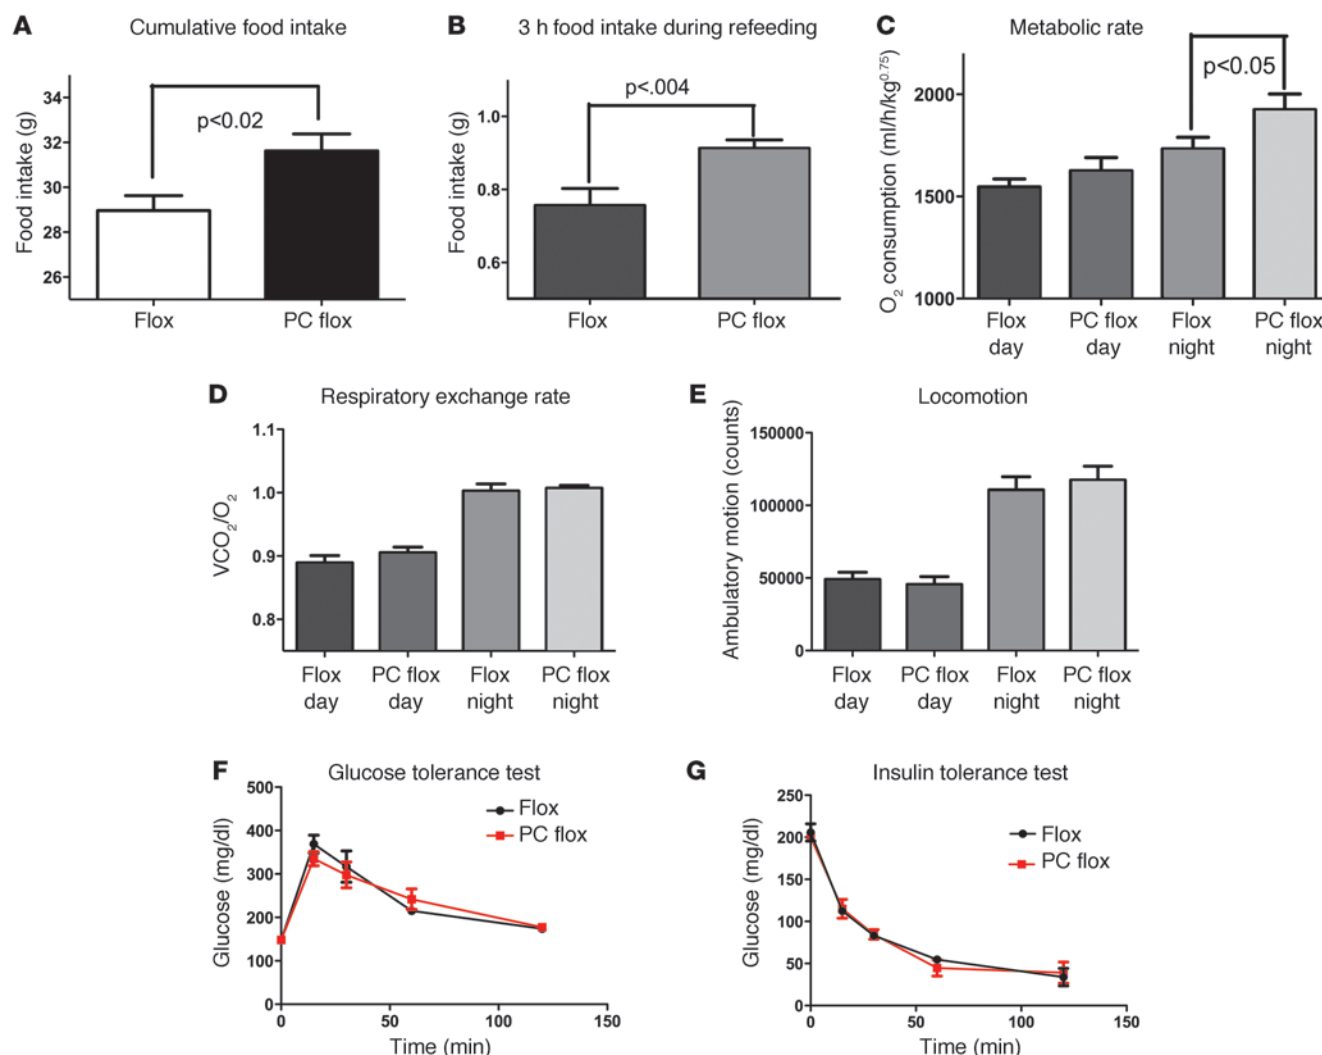 A Cumulative food intake
Food intake (g)
34
32
30
28
26
p<0.02
Flox PC flox
B 3 h food intake during refeeding
Food intake (g)
1.0
0.8
0.6
p<.004
Flox PC flox
C Metabolic rate
O₂ consumption (ml/h/kg⁰·⁷⁵)
2000
1500
1000
p<0.05
Flox PC flox Flox PC flox
day day night night
D Respiratory exchange rate
VCO₂/O₂
1.1
1.0
0.9
0.8
Flox PC flox Flox PC flox
day day night night
E Locomotion
Ambulatory motion (counts)
150000
100000
50000
0
Flox PC flox Flox PC flox
day day night night
F Glucose tolerance test
Glucose (mg/dl)
500
400
300
200
100
0
Flox
PC flox
0 50 100 150
Time (min)
G Insulin tolerance test
Glucose (mg/dl)
250
200
150
100
50
0
Flox
PC flox
0 50 100 150
Time (min)